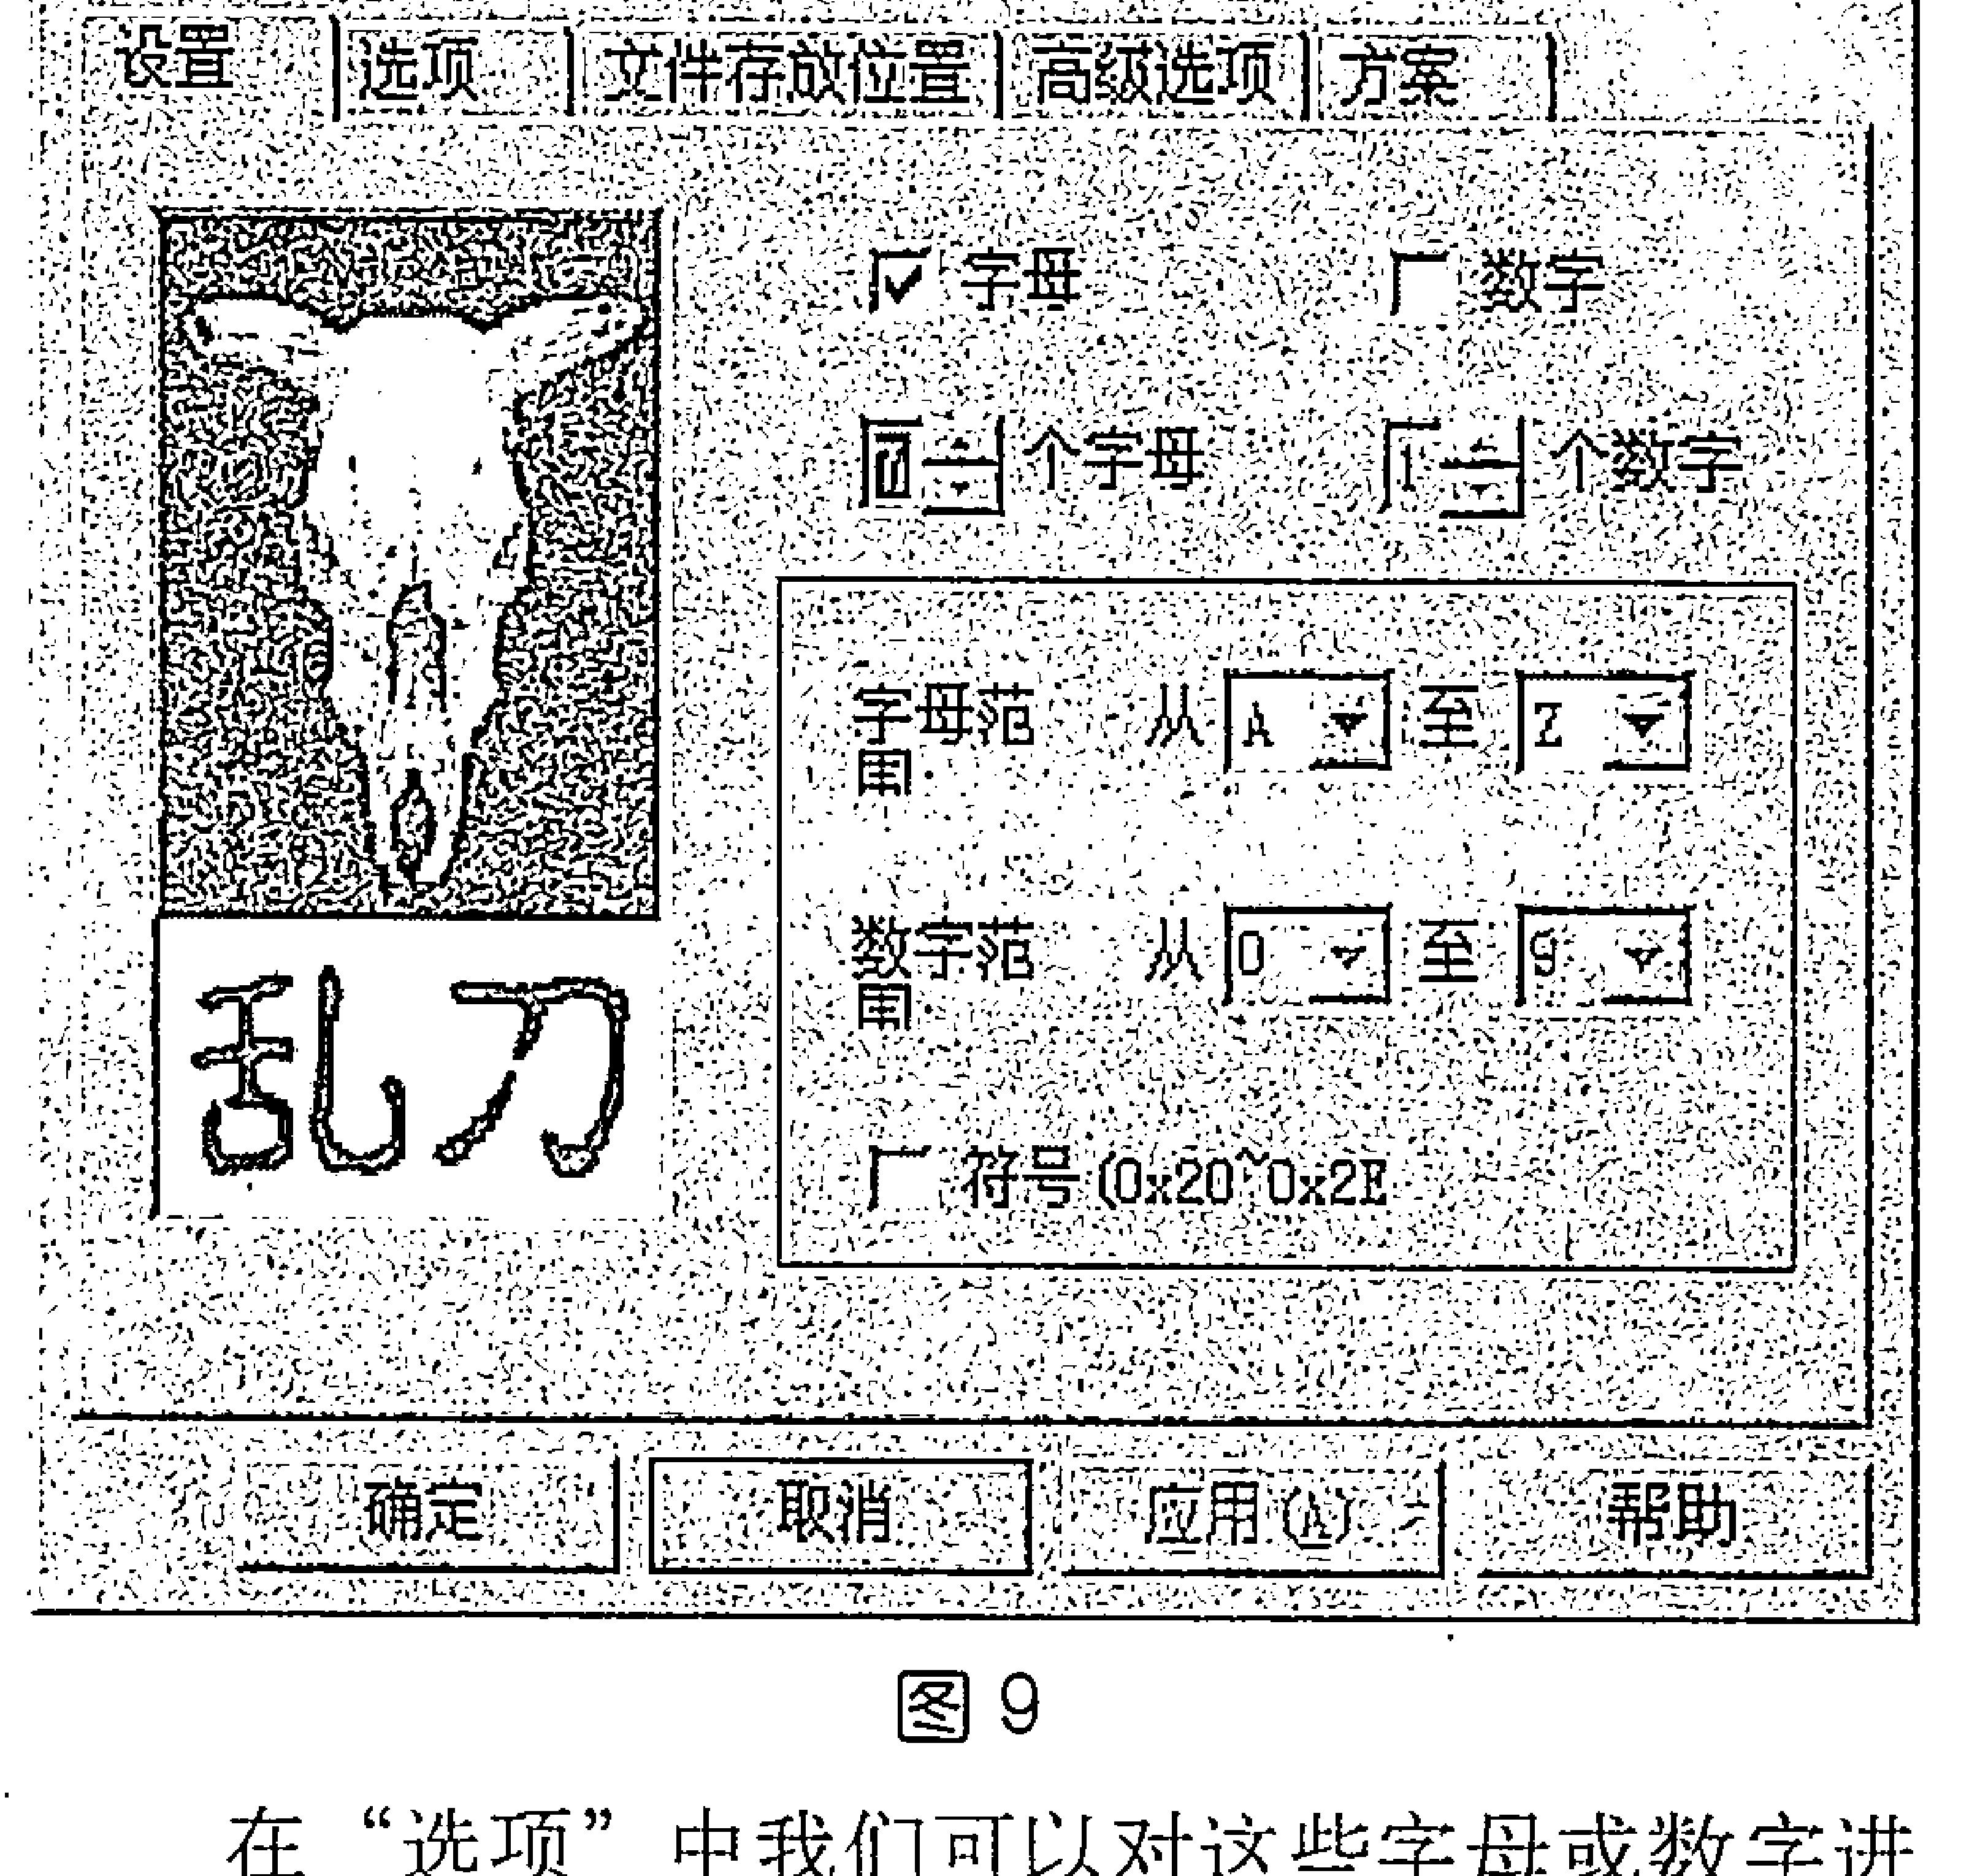 设置 选项 文件存放位置 高级选项 方案
字母 数字
个字母 1 个数字
字母范 从 A 至 Z
围
数字范 从 0 至 9
围
符号(0x20~0x2E
乱刀
确定 取消 应用(A) 帮助
图 9
在“选项”中我们可以对这些字母或数字进